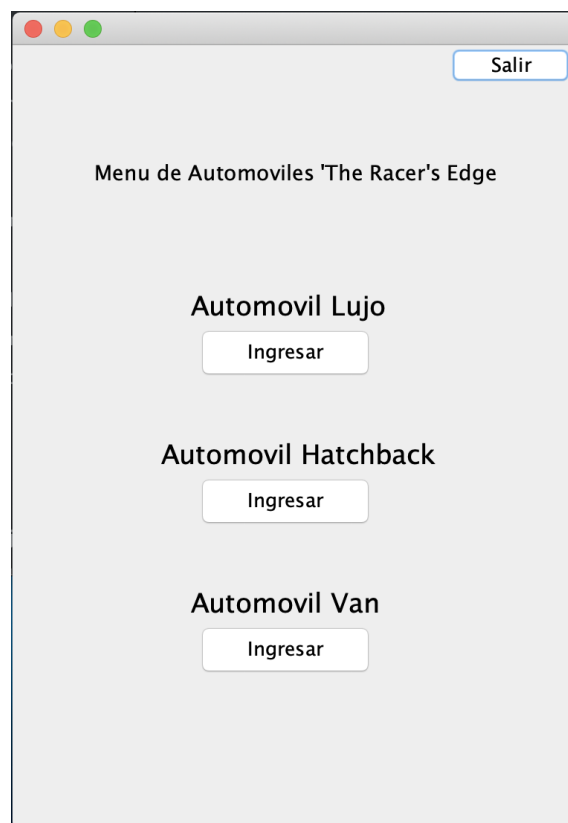 Salir
Menu de Automoviles 'The Racer's Edge
Automovil Lujo
Ingresar
Automovil Hatchback
Ingresar
Automovil Van
Ingresar